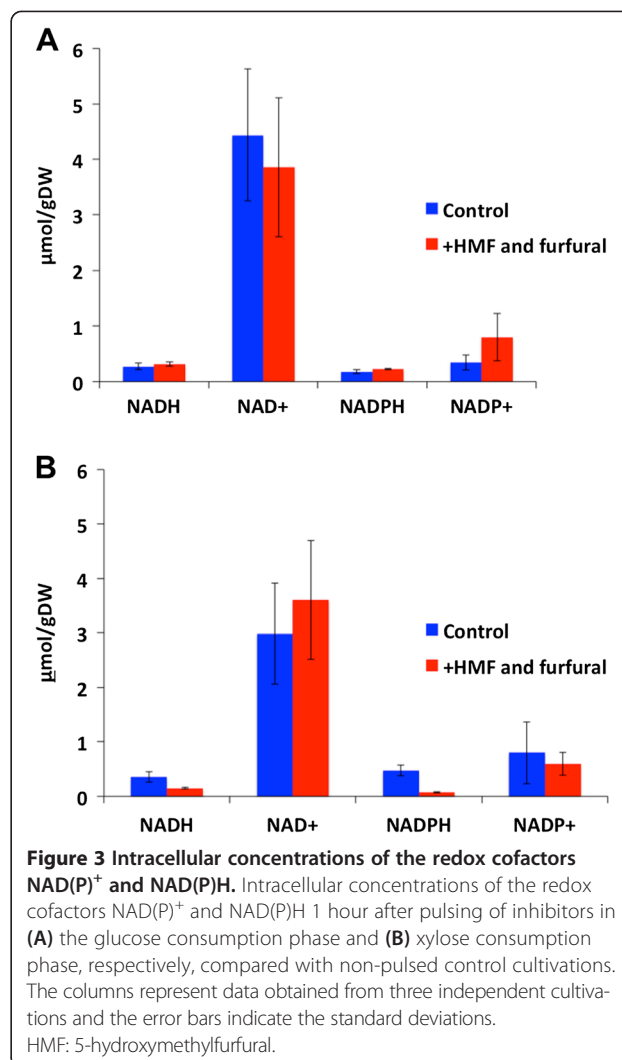 A
6
5
4
3
2
1
0
µmol/gDW
Control
+HMF and furfural
NADH NAD+ NADPH NADP+
B
6
5
4
3
2
1
0
µmol/gDW
Control
+HMF and furfural
NADH NAD+ NADPH NADP+
Figure 3 Intracellular concentrations of the redox cofactors
NAD(P)+ and NAD(P)H. Intracellular concentrations of the redox
cofactors NAD(P)+ and NAD(P)H 1 hour after pulsing of inhibitors in
(A) the glucose consumption phase and (B) xylose consumption
phase, respectively, compared with non-pulsed control cultivations.
The columns represent data obtained from three independent cultiva-
tions and the error bars indicate the standard deviations.
HMF: 5-hydroxymethylfurfural.